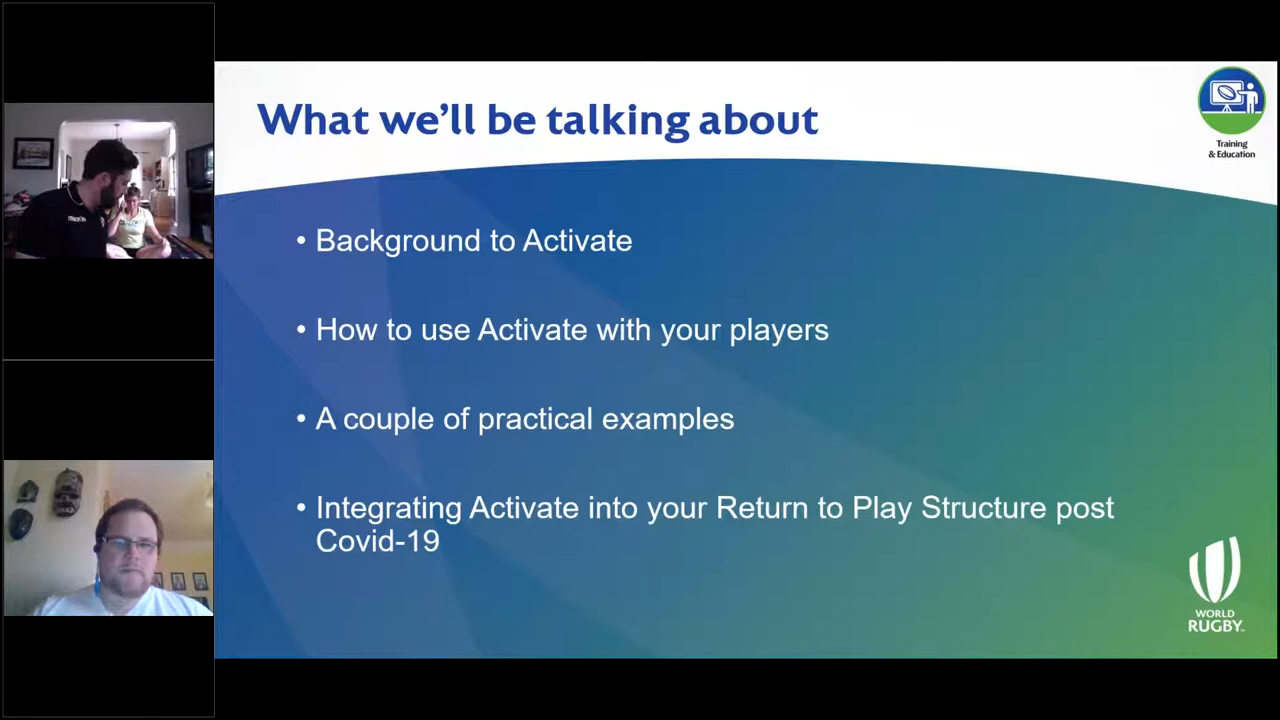 What we'll be talking about
Training
& Education
• Background to Activate
• How to use Activate with your players
• A couple of practical examples
• Integrating Activate into your Return to Play Structure post
Covid-19
WORLD
RUGBY™